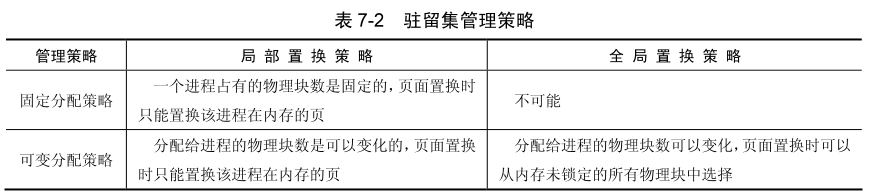 表 7-2 驻留集管理策略
管理策略 局部置换策略 全局置换策略
固定分配策略 一个进程占有的物理块数是固定的，页面置换时只能置换该进程在内存的页 不可能
可变分配策略 分配给进程的物理块数是可以变化的，页面置换时只能置换该进程在内存的页 分配给进程的物理块数可以变化，页面置换时可以从内存未锁定的所有物理块中选择